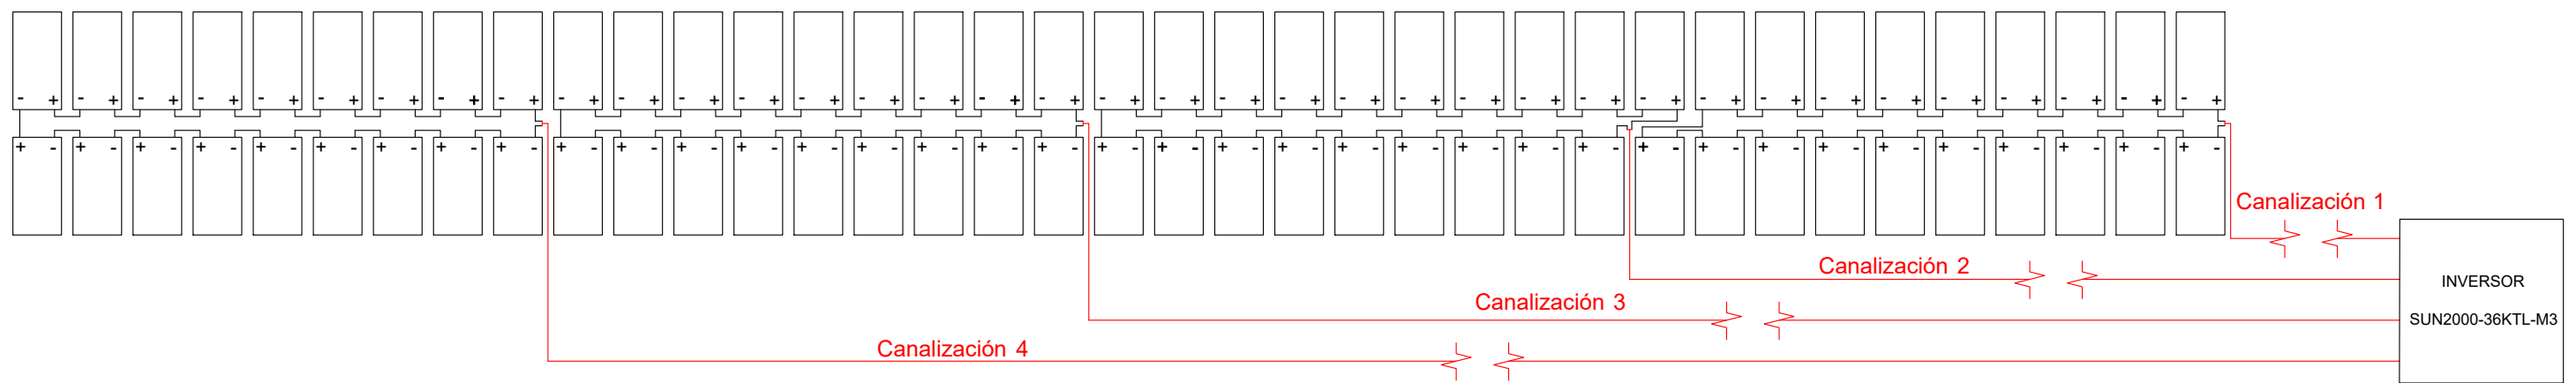 - + - + - + - + - + - + - + - + - + - + - + - + - + - + - + - + - + - + - + - + - + - + - + - + - + - + - + - + - + - + - + - + - + - + - + - + - +
+ - + - + - + - + - + - + - + - + - + - + - + - + - + - + - + - + - + - + - + - + - + - + - + - + - + - + - + - + - + - + - + - + - + - + - + - + -
Canalización 1
Canalización 2
Canalización 3
Canalización 4
INVERSOR
SUN2000-36KTL-M3